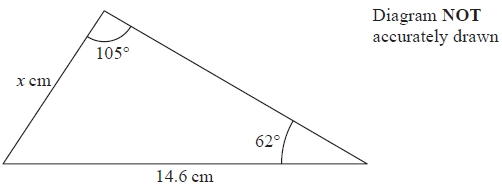 Diagram NOT
accurately drawn
105°
x cm
62°
14.6 cm